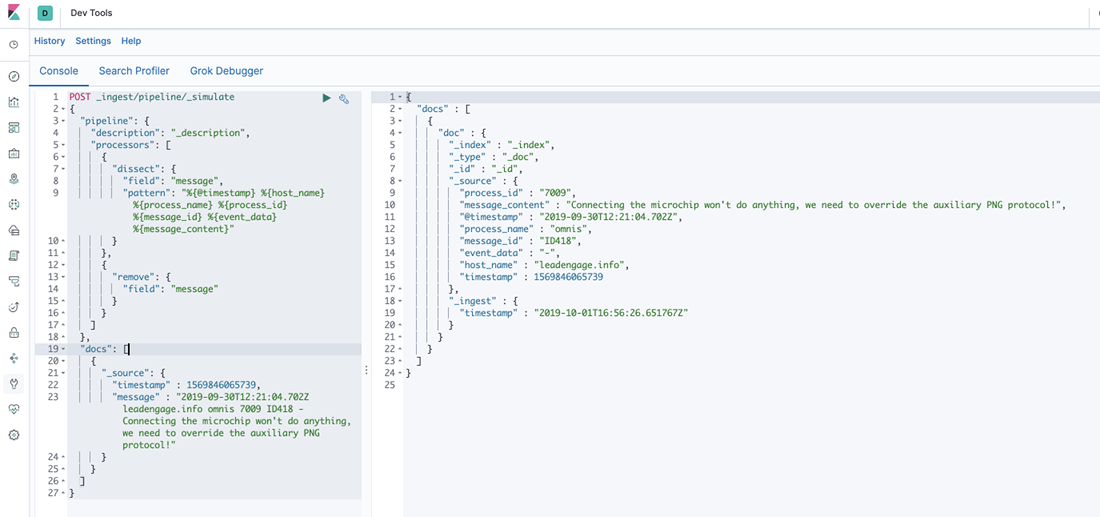 D Dev Tools
History Settings Help
Console Search Profiler Grok Debugger
1 POST _ingest/pipeline/_simulate
2 {
3 "pipeline": {
4 "description": "_description",
5 "processors": [
6 {
7 "dissect": {
8 "field": "message",
9 "pattern": "%{@timestamp} %{host_name}
%{process_name} %{process_id}
%{message_id} %{event_data}
%{message_content}"
10 }
11 },
12 {
13 "remove": {
14 "field": "message"
15 }
16 }
17 ]
18 },
19 "docs": [
20 {
21 "_source": {
22 "timestamp" : 1569846065739,
23 "message" : "2019-09-30T12:21:04.702Z
leadengage.info omnis 7009 ID418 -
Connecting the microchip won't do anything,
we need to override the auxiliary PNG
protocol!"
24 }
25 }
26 ]
27 }
1 {
2 "docs" : [
3 {
4 "doc" : {
5 "_index" : "_index",
6 "_type" : "_doc",
7 "_id" : "_id",
8 "_source" : {
9 "process_id" : "7009",
10 "message_content" : "Connecting the microchip won't do anything, we need to override the auxiliary PNG protocol!",
11 "@timestamp" : "2019-09-30T12:21:04.702Z",
12 "process_name" : "omnis",
13 "message_id" : "ID418",
14 "event_data" : "-",
15 "host_name" : "leadengage.info",
16 "timestamp" : 1569846065739
17 },
18 "_ingest" : {
19 "timestamp" : "2019-10-01T16:56:26.651767Z"
20 }
21 }
22 }
23 ]
24 }
25